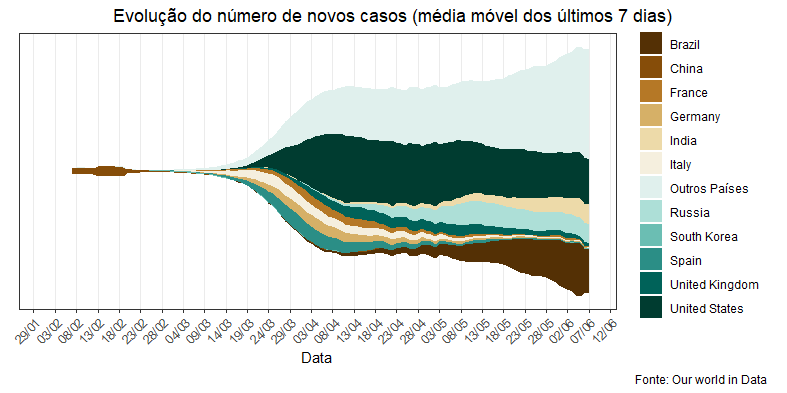 Evolução do número de novos casos (média móvel dos últimos 7 dias)
Brazil
China
France
Germany
India
Italy
Outros Países
Russia
South Korea
Spain
United Kingdom
United States
29/01 03/02 08/02 13/02 18/02 23/02 28/02 04/03 09/03 14/03 19/03 24/03 29/03 03/04 08/04 13/04 18/04 23/04 28/04 03/05 08/05 13/05 18/05 23/05 28/05 02/06 07/06 12/06
Data
Fonte: Our world in Data